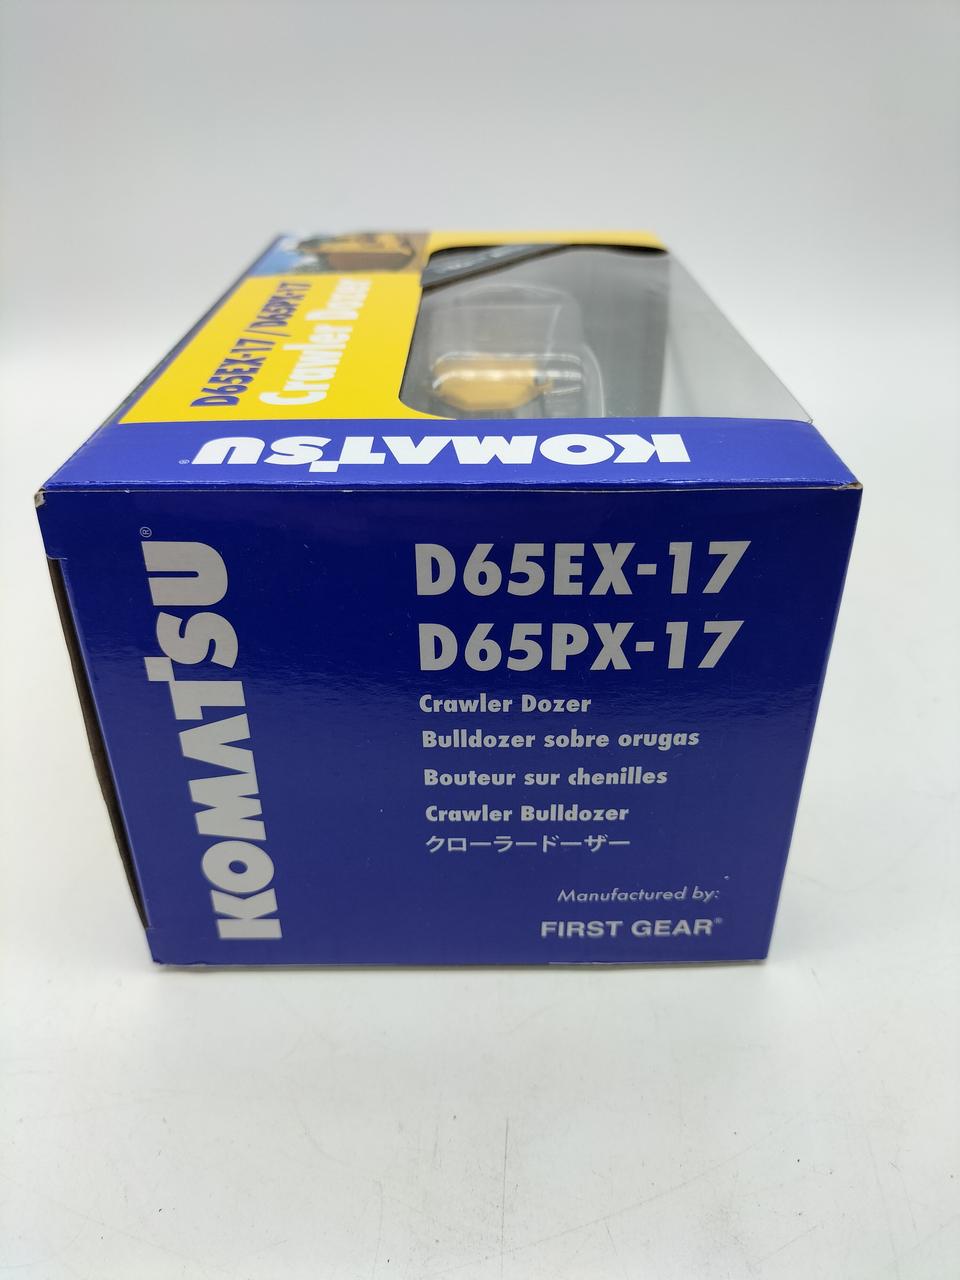 D65EX-17 / D65PX-17
Crawler Dozer
KOMATSU®
KOMATSU®
D65EX-17
D65PX-17
Crawler Dozer
Bulldozer sobre orugas
Bouteur sur chenilles
Crawler Bulldozer
クローラードーザー
Manufactured by:
FIRST GEAR®